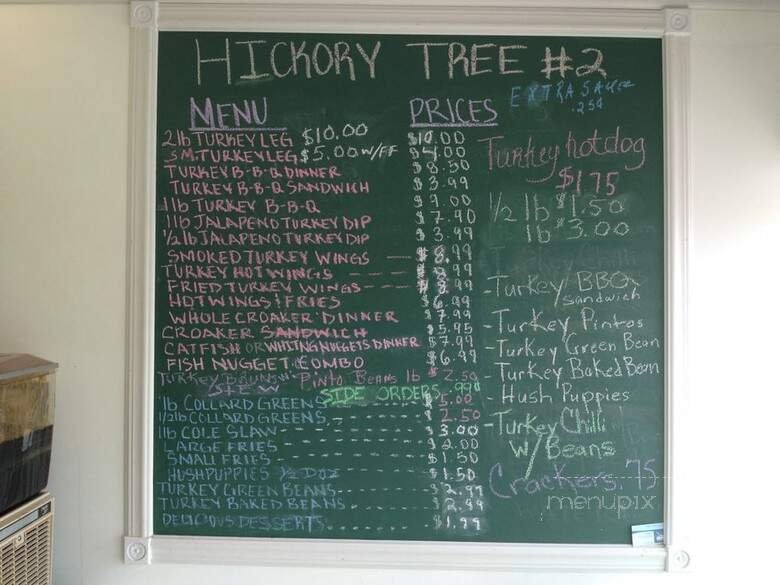 HICKORY TREE #2
EXTRA SAUCE
.25¢
MENU PRICES
2lb TURKEY LEG $10.00 $10.00
SM. TURKEY LEG $5.00 w/FF $4.00
TURKEY B-B-Q DINNER $8.50
TURKEY B-B-Q SANDWICH $3.99
1lb TURKEY B-B-Q $9.00
1lb JALAPENO TURKEY DIP $7.90
1/2lb JALAPENO TURKEY DIP $3.99
SMOKED TURKEY WINGS $8.99
TURKEY HOT WINGS $8.99
FRIED TURKEY WINGS $8.99
HOT WINGS & FRIES $6.99
WHOLE CROAKER DINNER $7.99
CROAKER SANDWICH $5.95
CATFISH OR WHITNG NUGGETS DINNER $7.99
FISH NUGGET COMBO $6.49
TURKEY BRUNSWI PINTO BEANS lb $2.50
STEW SIDE ORDERS .99¢
1lb COLLARD GREENS $5.00
1/2lb COLLARD GREENS $2.50
1lb COLE SLAW $3.00
LARGE FRIES $2.00
SMALL FRIES $1.50
HUSHPUPPIES 1/2 DOZ $1.50
TURKEY GREEN BEANS $2.99
TURKEY BAKED BEANS $2.99
DELICIOUS DESSERTS $1.99
Turkey hotdog
$1.75
1/2 lb $1.50
lb $3.00
-Turkey BBQ
Sandwich
-Turkey Pintos
-Turkey Green Bean
-Turkey Baked Bean
-Hush Puppies
-Turkey Chilli
W/ Beans
Crackers .75
menupix